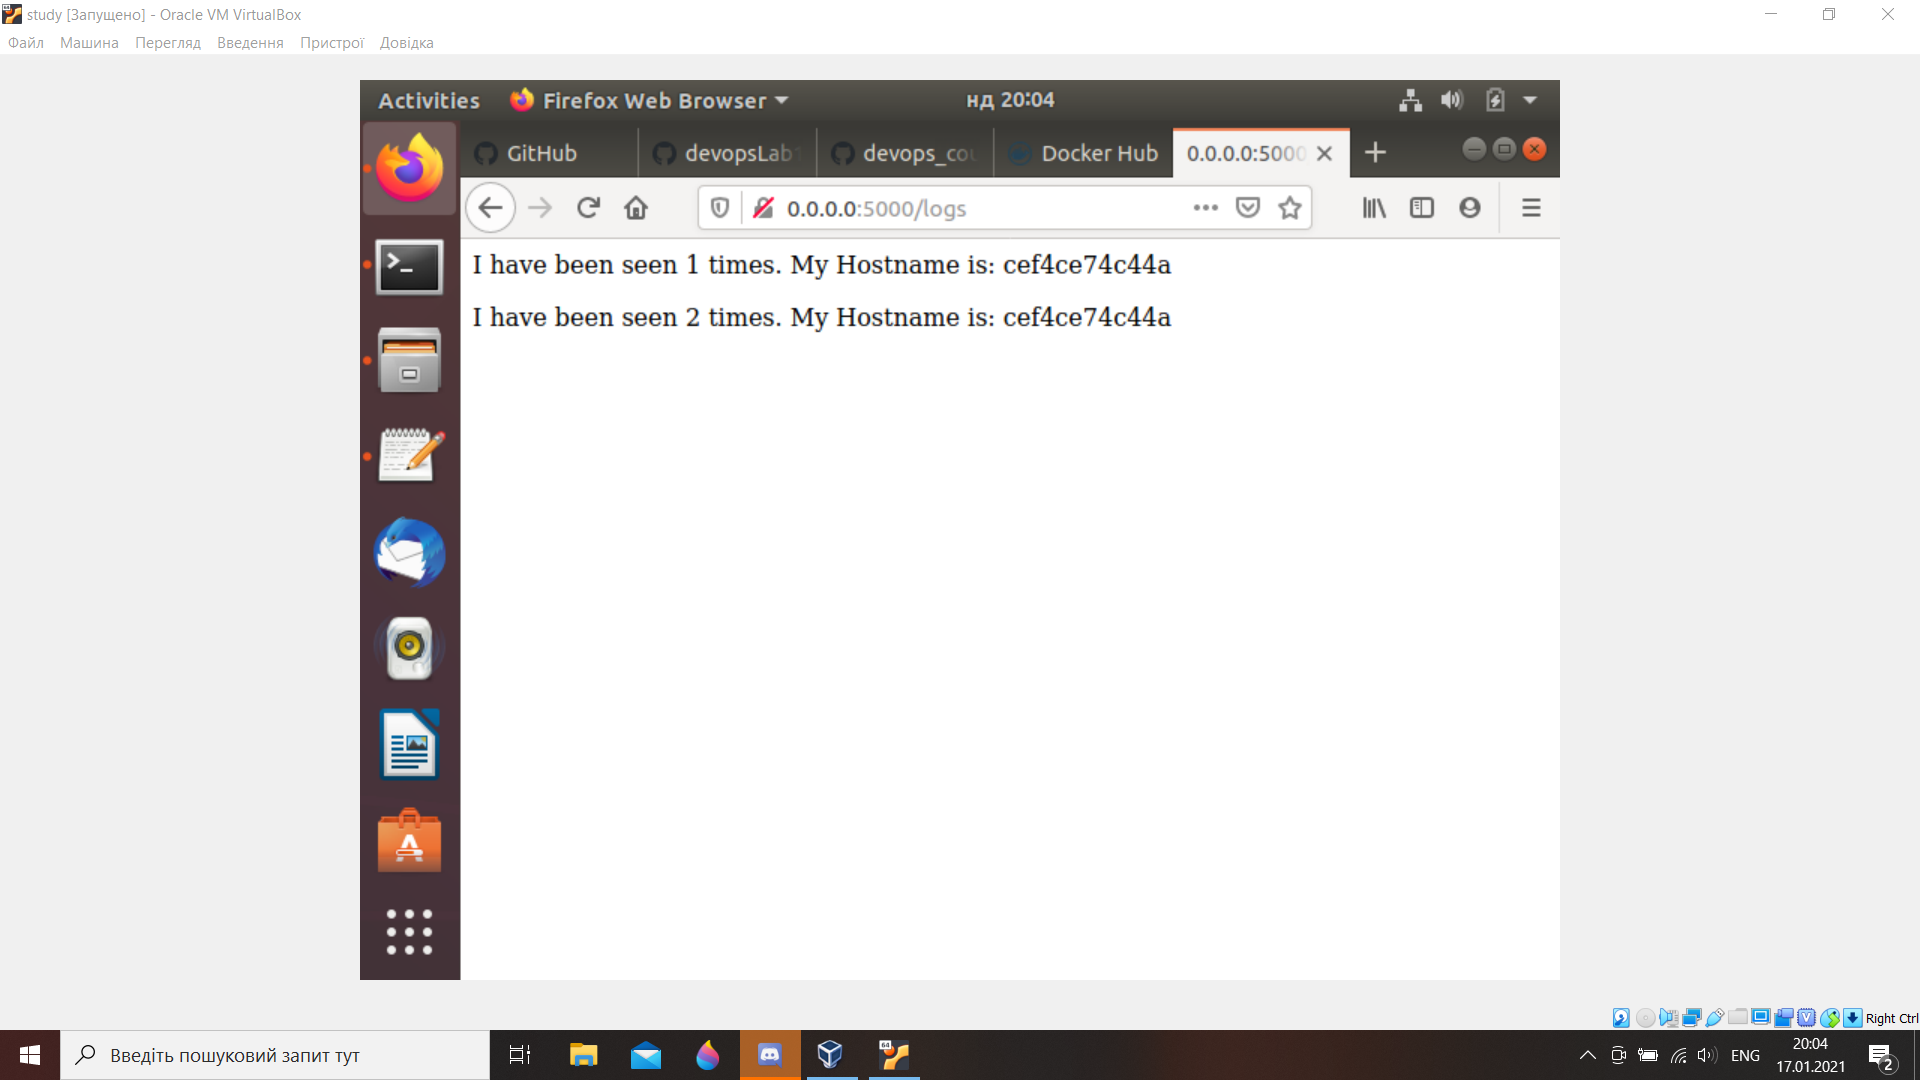 study [Запущено] - Oracle VM VirtualBox
Файл Машина Перегляд Введення Пристрої Довідка
Activities Firefox Web Browser нд 20:04
GitHub devopsLab1 devops_cou Docker Hub 0.0.0.0:5000
0.0.0.0:5000/logs
I have been seen 1 times. My Hostname is: cef4ce74c44a
I have been seen 2 times. My Hostname is: cef4ce74c44a
Right Ctrl
Введіть пошуковий запит тут
ENG
20:04
17.01.2021
2